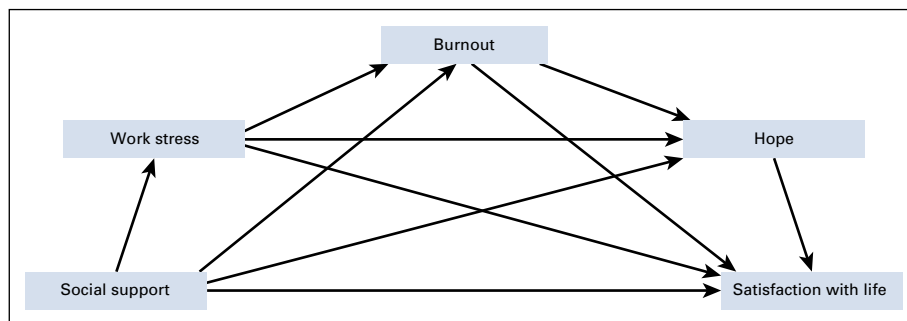 Burnout
Work stress
Hope
Social support
Satisfaction with life